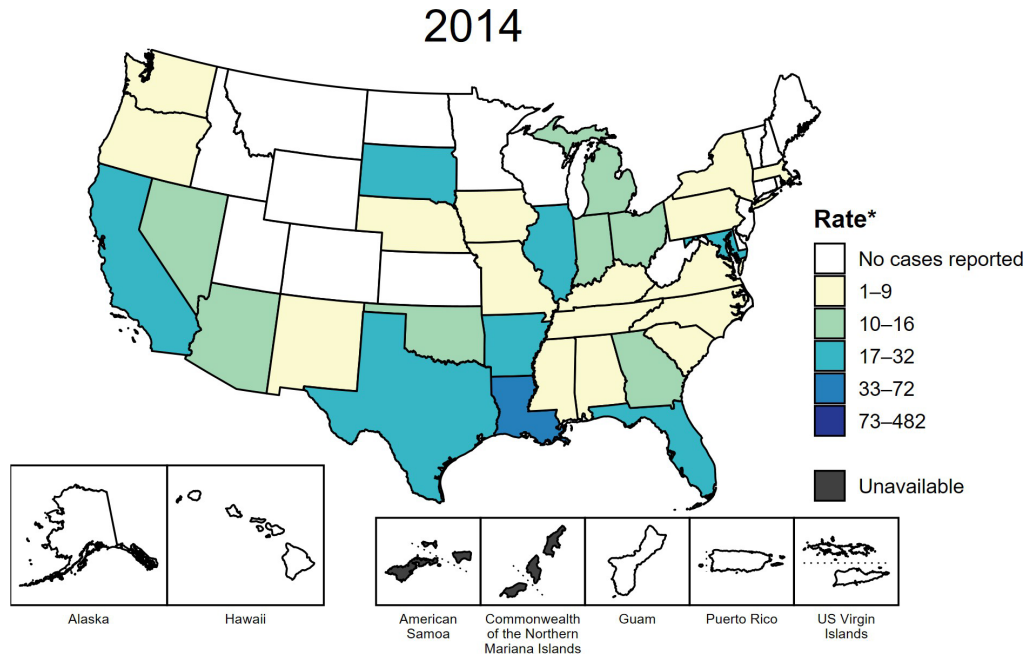 2014
Rate*
No cases reported
1–9
10–16
17–32
33–72
73–482
Unavailable
Alaska
Hawaii
American
Samoa
Commonwealth
of the Northern
Mariana Islands
Guam
Puerto Rico
US Virgin
Islands